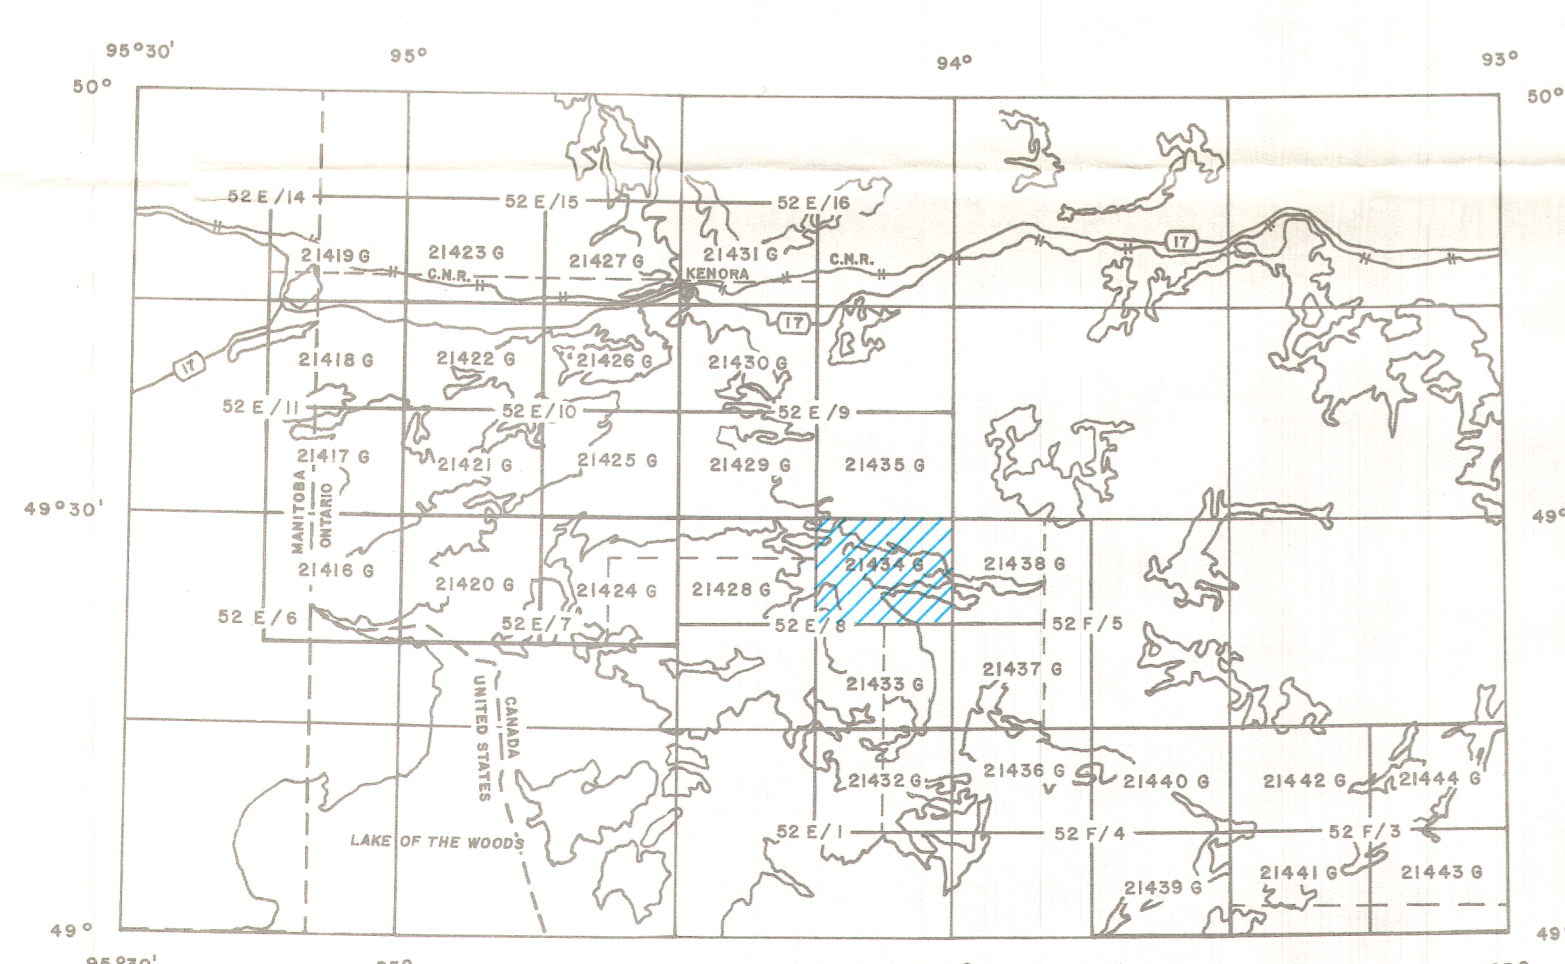 95°30'
95°
94°
93°
50°
50°
52 E/14
52 E/15
52 E/16
17
21419 G
21423 G
21427 G
21431 G
C.N.R.
C.N.R.
KENORA
17
17
21418 G
21422 G
21426 G
21430 G
52 E/11
52 E/10
52 E/9
21417 G
21421 G
21425 G
21429 G
21435 G
49°30'
49°
MANITOBA
ONTARIO
21416 G
21420 G
21424 G
21428 G
21434 G
21438 G
52 E/6
52 E/7
52 E/8
52 F/5
21437 G
21433 G
CANADA
UNITED STATES
21432 G
21436 G
21440 G
21442 G
21444 G
LAKE OF THE WOODS
52 E/1
52 F/4
52 F/3
21439 G
21441 G
21443 G
49°
49°
95°30'